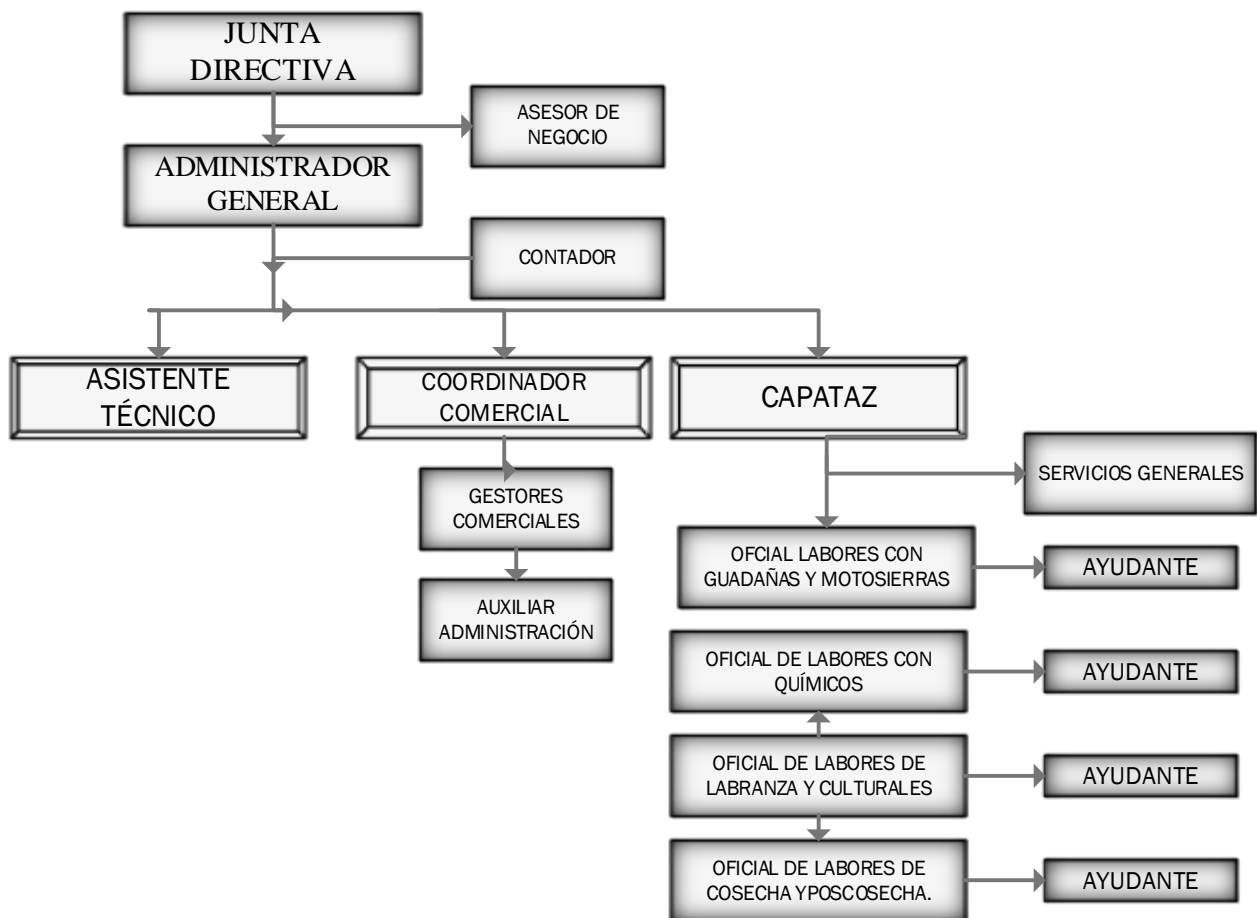 JUNTA
DIRECTIVA
ASESOR DE
NEGOCIO
ADMINISTRADOR
GENERAL
CONTADOR
ASISTENTE
TÉCNICO
COORDINADOR
COMERCIAL
CAPATAZ
SERVICIOS GENERALES
GESTORES
COMERCIALES
OFCIAL LABORES CON
GUADAÑAS Y MOTOSIERRAS
AYUDANTE
AUXILIAR
ADMINISTRACIÓN
OFICIAL DE LABORES CON
QUÍMICOS
AYUDANTE
OFICIAL DE LABORES DE
LABRANZA Y CULTURALES
AYUDANTE
OFICIAL DE LABORES DE
COSECHA YPOSCOSECHA.
AYUDANTE